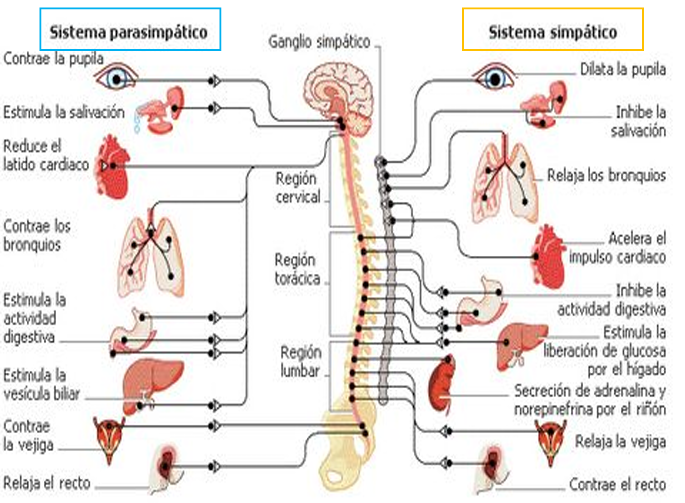 Sistema parasimpático
Contrae la pupila
Estimula la salivación
Reduce el
latido cardiaco
Contrae los
bronquios
Estimula la
actividad
digestiva
Estimula la
vesícula biliar
Contrae
la vejiga
Relaja el recto
Ganglio simpático
Región
cervical
Región
torácica
Región
lumbar
Sistema simpático
Dilata la pupila
Inhibe la
salivación
Relaja los bronquios
Acelera el
impulso cardiaco
Inhibe la
actividad digestiva
Estimula la
liberación de glucosa
por el hígado
Secreción de adrenalina y
norepinefrina por el riñón
Relaja la vejiga
Contrae el recto